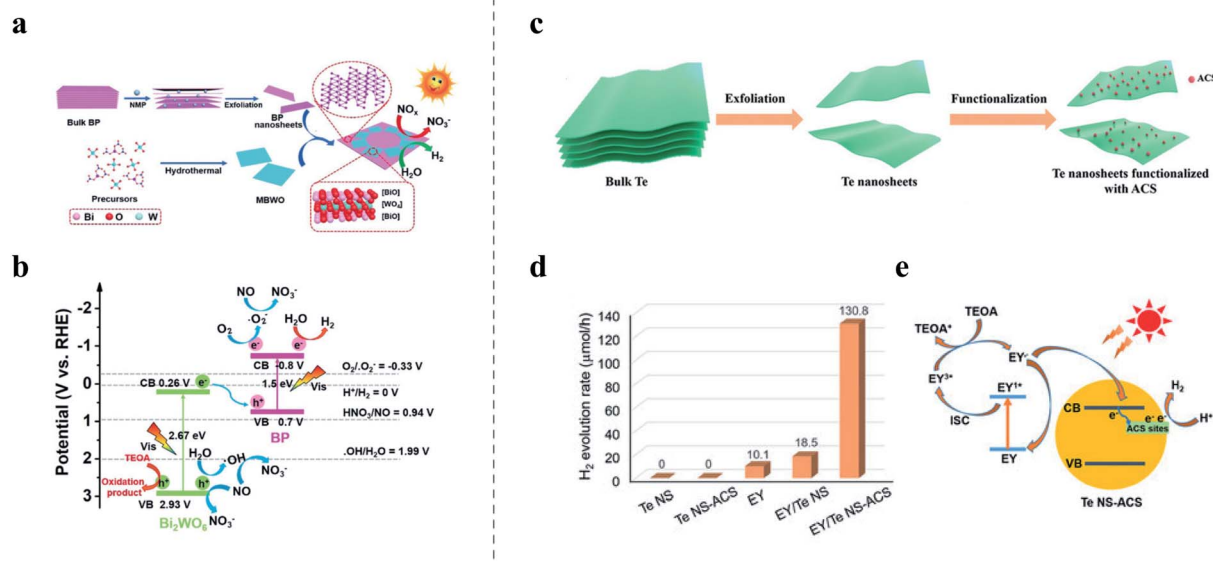 a
Bulk BP
NMP
Exfoliation
BP
nanosheets
NOₓ
NO₃⁻
H₂
H₂O
Precursors
Hydrothermal
MBWO
[BiO]
[WO₄]
[BiO]
Bi O W
b
Potential (V vs. RHE)
-2
-1
0
1
2
3
NO NO₃⁻
·O₂⁻
O₂
H₂O
H₂
e⁻ e⁻
CB -0.8 V
O₂/.O₂⁻ = -0.33 V
CB 0.26 V e⁻
1.5 eV Vis
H⁺/H₂ = 0 V
h⁺
VB 0.7 V
HNO₃/NO = 0.94 V
BP
2.67 eV
Vis
.OH/H₂O = 1.99 V
TEOA
H₂O
·OH
NO₃⁻
Oxidation
product
h⁺ h⁺
NO
VB 2.93 V
NO₃⁻
Bi₂WO₆
c
Bulk Te
Exfoliation
Te nanosheets
Functionalization
ACS
Te nanosheets functionalized
with ACS
d
H₂ evolution rate (μmol/h)
140
120
100
80
60
40
20
0
0
0
10.1
18.5
130.8
Te NS
Te NS-ACS
EY
EY/Te NS
EY/Te NS-ACS
e
TEOA
TEOA⁺
EY⁻
EY³*
EY¹*
ISC
EY
CB
e⁻
e⁻ e⁻
ACS sites
H₂
H⁺
VB
Te NS-ACS